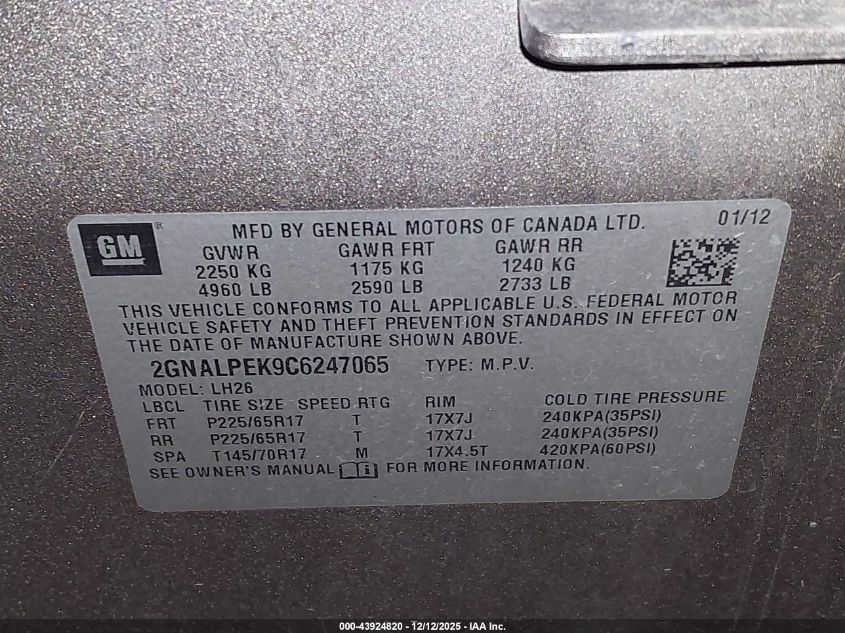 GM ® MFD BY GENERAL MOTORS OF CANADA LTD. 01/12
GVWR GAWR FRT GAWR RR
2250 KG 1175 KG 1240 KG
4960 LB 2590 LB 2733 LB
THIS VEHICLE CONFORMS TO ALL APPLICABLE U.S. FEDERAL MOTOR
VEHICLE SAFETY AND THEFT PREVENTION STANDARDS IN EFFECT ON
THE DATE OF MANUFACTURE SHOWN ABOVE.
2GNALPEK9C6247065 TYPE: M.P.V.
MODEL: LH26
LBCL TIRE SIZE SPEED RTG RIM COLD TIRE PRESSURE
FRT P225/65R17 T 17X7J 240KPA(35PSI)
RR P225/65R17 T 17X7J 240KPA(35PSI)
SPA T145/70R17 M 17X4.5T 420KPA(60PSI)
SEE OWNER'S MANUAL FOR MORE INFORMATION.
000-43924820 - 12/12/2025 - IAA Inc.